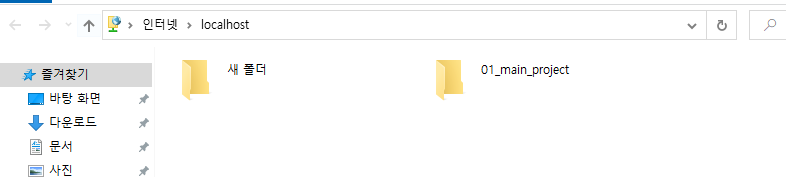 인터넷 > localhost
즐겨찾기
바탕 화면
다운로드
문서
사진
새 폴더
01_main_project